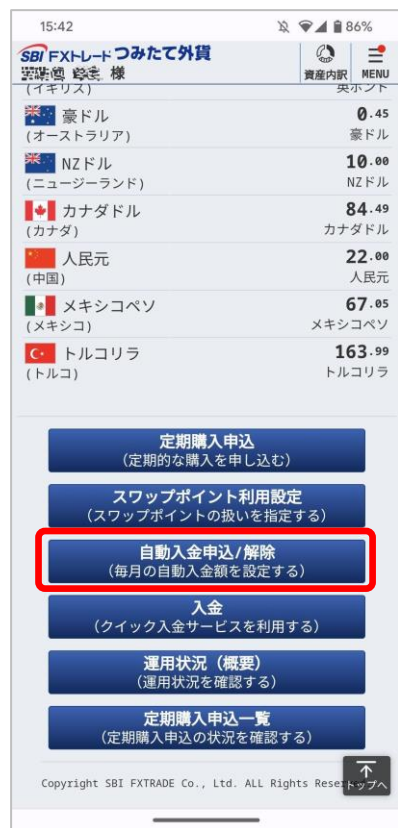 15:42
86%
SBI FXトレード つみたて外貨
様
資産内訳
MENU
(イギリス)
英ポンド
豪ドル
0.45
(オーストラリア)
豪ドル
NZドル
10.00
(ニュージーランド)
NZドル
カナダドル
84.49
(カナダ)
カナダドル
人民元
22.00
(中国)
人民元
メキシコペソ
67.05
(メキシコ)
メキシコペソ
トルコリラ
163.99
(トルコ)
トルコリラ
定期購入申込
(定期的な購入を申し込む)
スワップポイント利用設定
(スワップポイントの扱いを指定する)
自動入金申込/解除
(毎月の自動入金額を設定する)
入金
(クイック入金サービスを利用する)
運用状況(概要)
(運用状況を確認する)
定期購入申込一覧
(定期購入申込の状況を確認する)
Copyright SBI FXTRADE Co., Ltd. ALL Rights Reser
トップへ